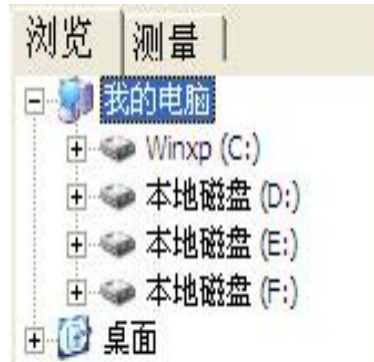 浏览 测量
我的电脑
Winxp (C:)
本地磁盘 (D:)
本地磁盘 (E:)
本地磁盘 (F:)
桌面